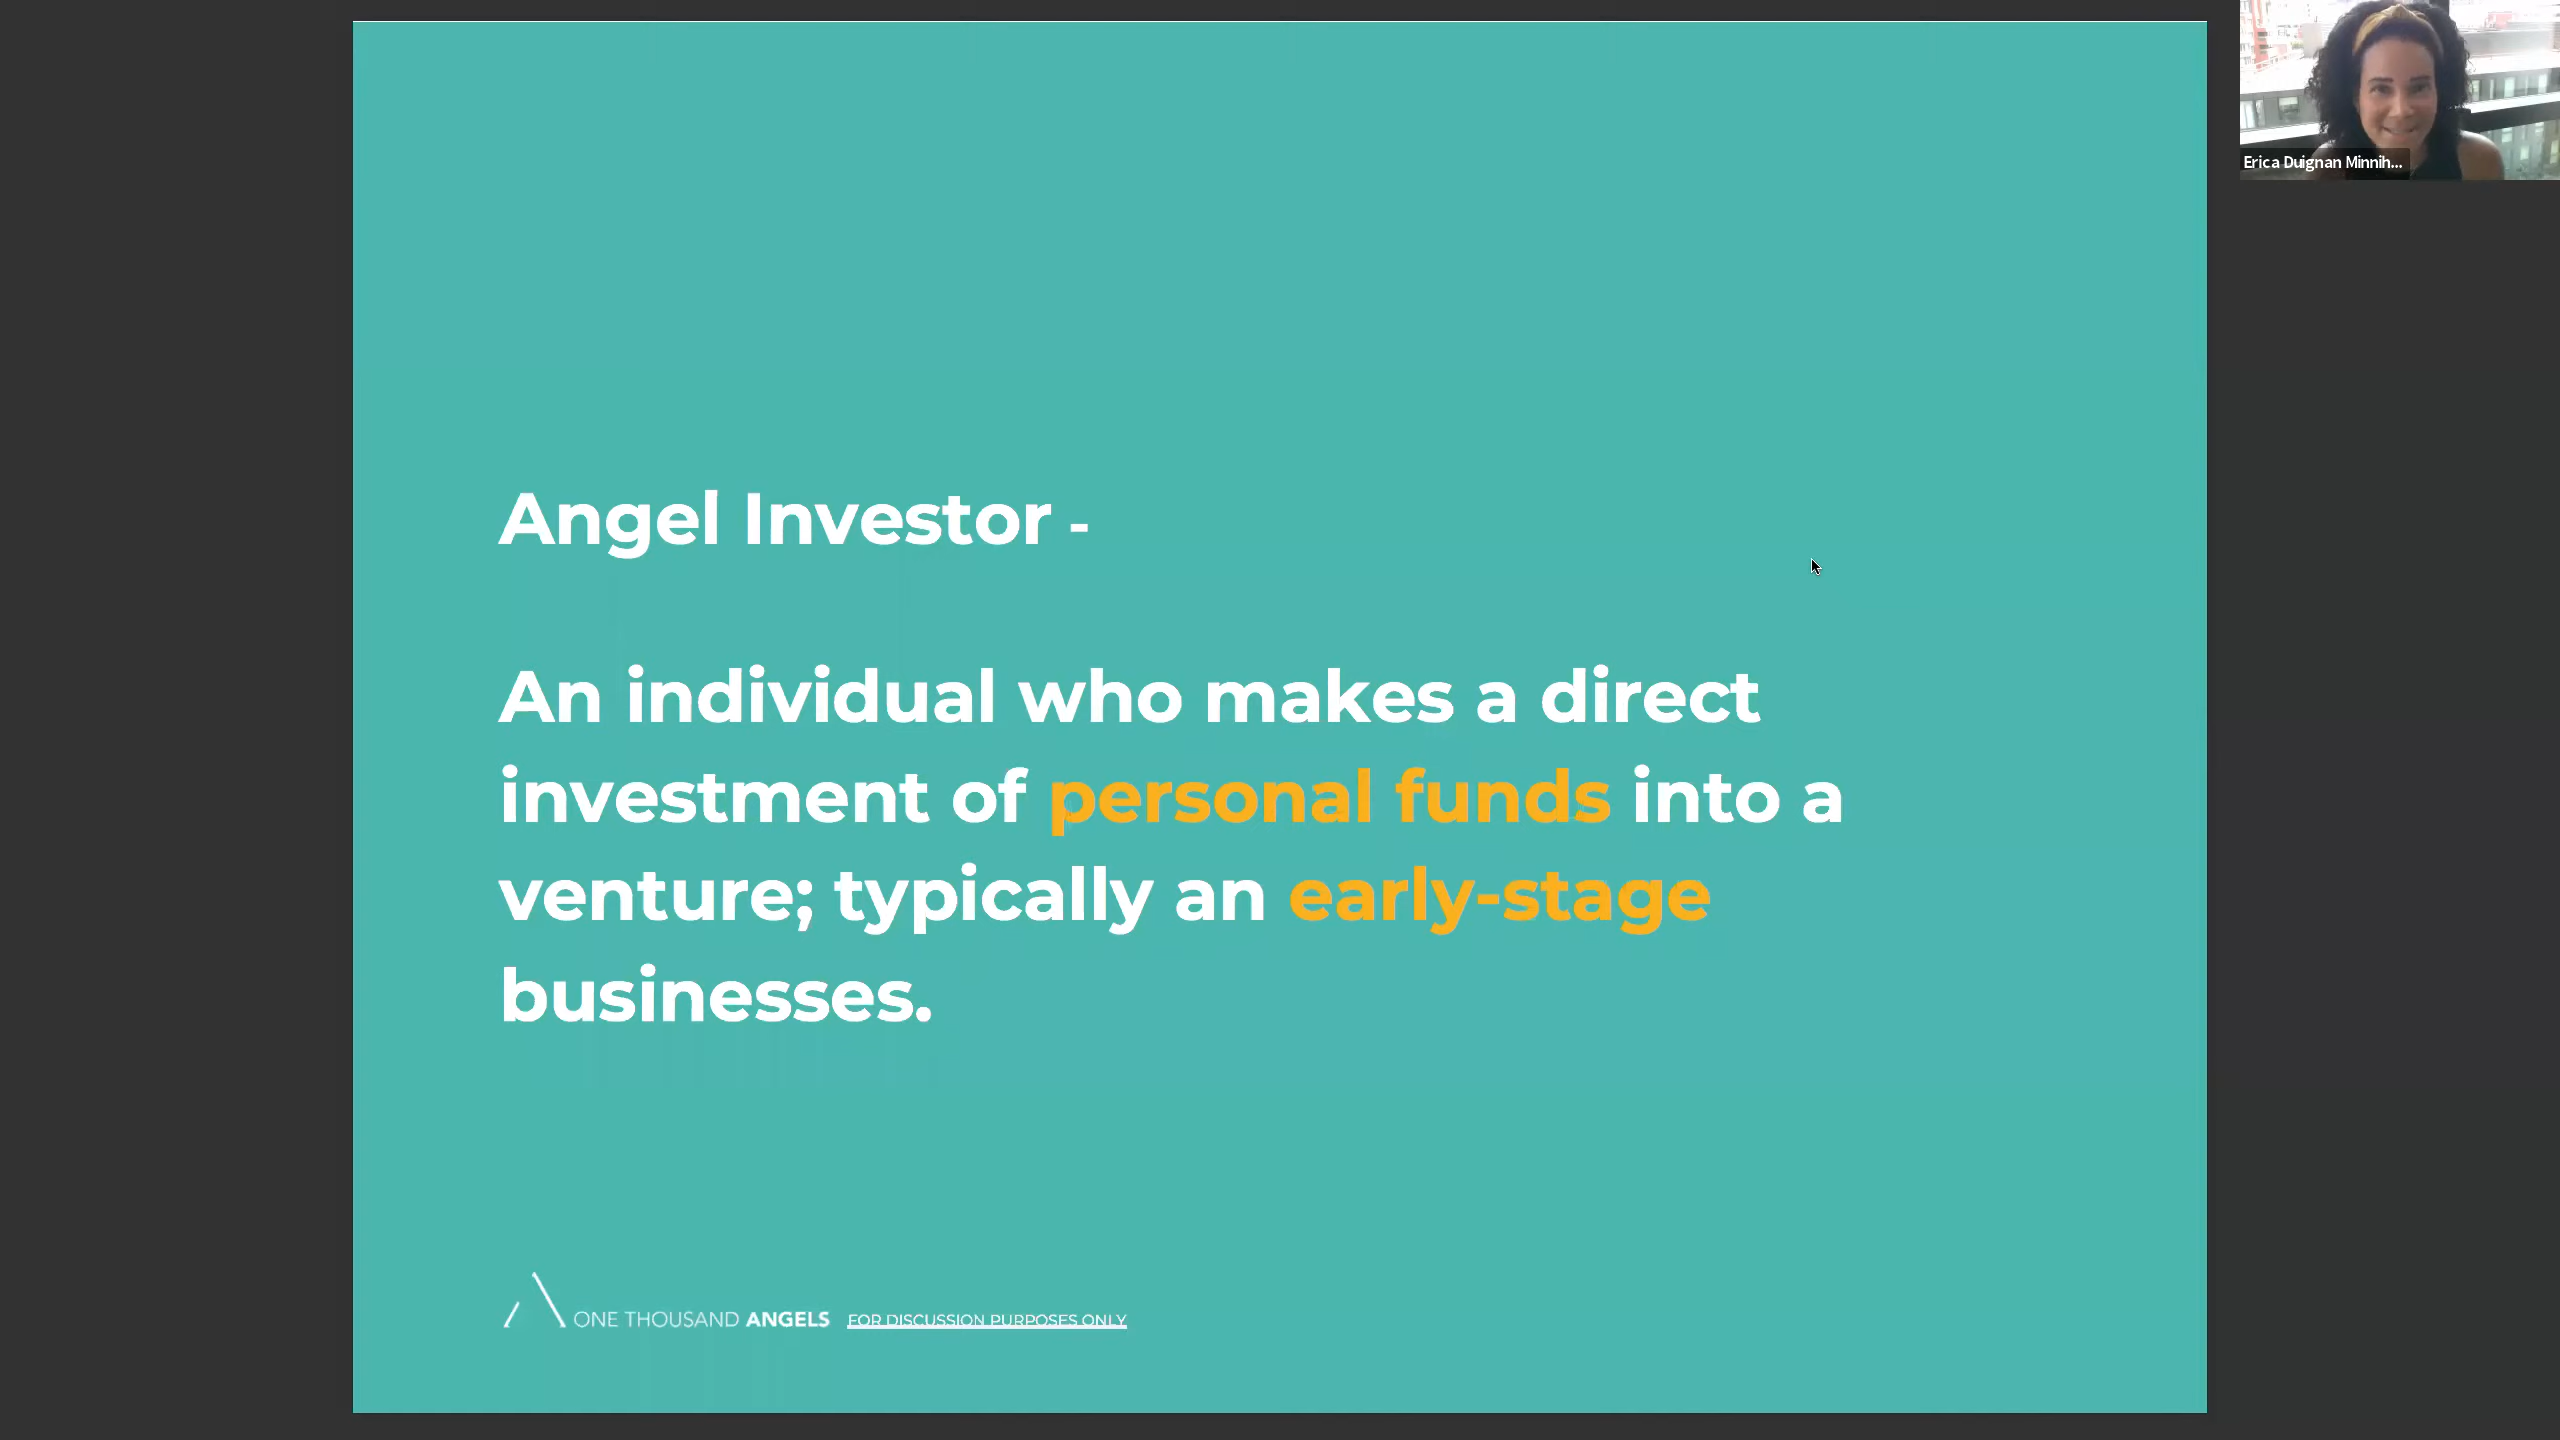 Angel Investor -
An individual who makes a direct
investment of personal funds into a
venture; typically an early-stage
businesses.
ONE THOUSAND ANGELS FOR DISCUSSION PURPOSES ONLY
Erica Duignan Minnih...